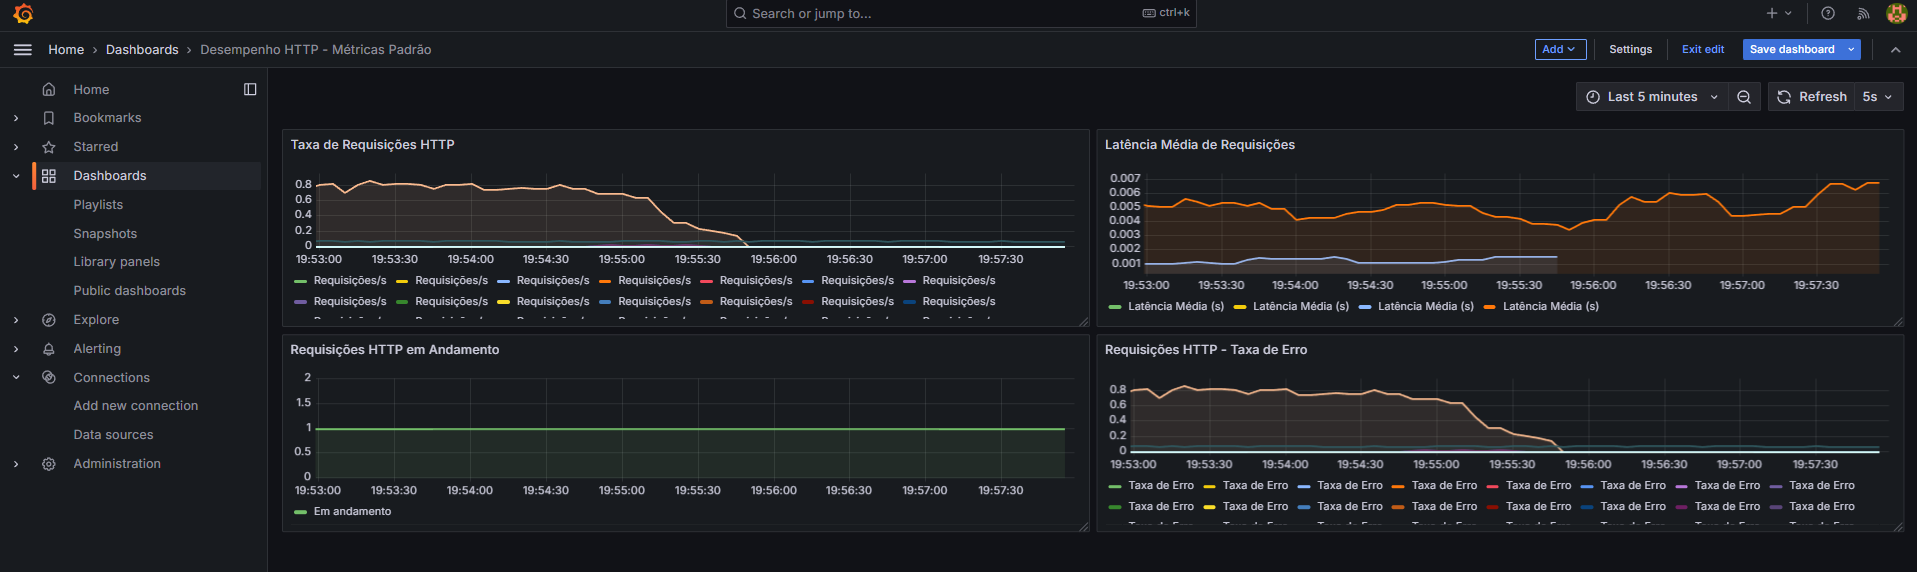 Search or jump to... ctrl+k
Home › Dashboards › Desempenho HTTP - Métricas Padrão
Add Settings Exit edit Save dashboard
Home
Bookmarks
Starred
Dashboards
Playlists
Snapshots
Library panels
Public dashboards
Explore
Alerting
Connections
Add new connection
Data sources
Administration
Last 5 minutes Refresh 5s
Taxa de Requisições HTTP
0.8
0.6
0.4
0.2
0
19:53:00 19:53:30 19:54:00 19:54:30 19:55:00 19:55:30 19:56:00 19:56:30 19:57:00 19:57:30
Requisições/s Requisições/s Requisições/s Requisições/s Requisições/s Requisições/s Requisições/s
Requisições/s Requisições/s Requisições/s Requisições/s Requisições/s Requisições/s Requisições/s
Latência Média de Requisições
0.007
0.006
0.005
0.004
0.003
0.002
0.001
19:53:00 19:53:30 19:54:00 19:54:30 19:55:00 19:55:30 19:56:00 19:56:30 19:57:00 19:57:30
Latência Média (s) Latência Média (s) Latência Média (s) Latência Média (s)
Requisições HTTP em Andamento
2
1.5
1
0.5
0
19:53:00 19:53:30 19:54:00 19:54:30 19:55:00 19:55:30 19:56:00 19:56:30 19:57:00 19:57:30
Em andamento
Requisições HTTP - Taxa de Erro
0.8
0.6
0.4
0.2
0
19:53:00 19:53:30 19:54:00 19:54:30 19:55:00 19:55:30 19:56:00 19:56:30 19:57:00 19:57:30
Taxa de Erro Taxa de Erro Taxa de Erro Taxa de Erro Taxa de Erro Taxa de Erro Taxa de Erro Taxa de Erro
Taxa de Erro Taxa de Erro Taxa de Erro Taxa de Erro Taxa de Erro Taxa de Erro Taxa de Erro Taxa de Erro